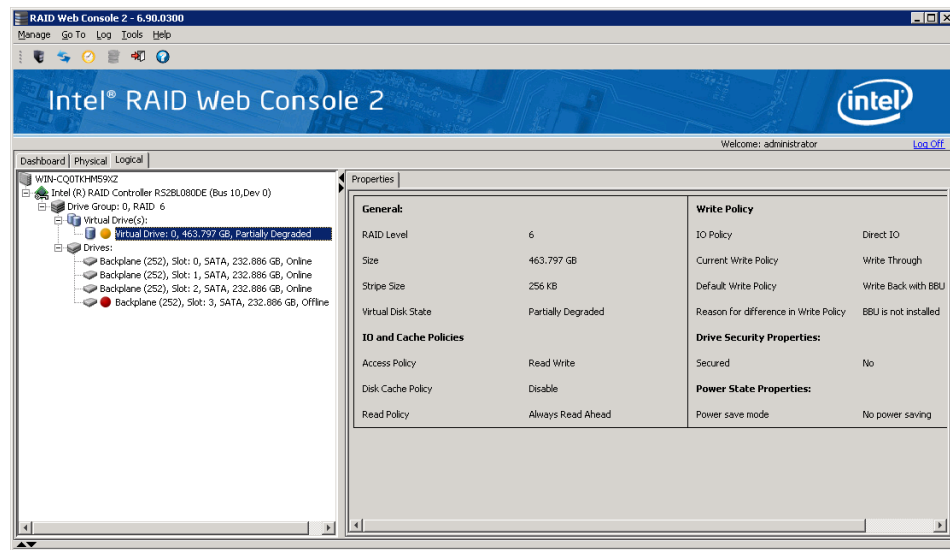 RAID Web Console 2 - 6.90.0300
Manage Go To Log Tools Help
Intel® RAID Web Console 2
intel
Welcome: administrator
Log Off
Dashboard Physical Logical
WIN-CQ0TKHM59XZ
Intel (R) RAID Controller RS2BL080DE (Bus 10,Dev 0)
Drive Group: 0, RAID 6
Virtual Drive(s):
Virtual Drive: 0, 463.797 GB, Partially Degraded
Drives:
Backplane (252), Slot: 0, SATA, 232.886 GB, Online
Backplane (252), Slot: 1, SATA, 232.886 GB, Online
Backplane (252), Slot: 2, SATA, 232.886 GB, Online
Backplane (252), Slot: 3, SATA, 232.886 GB, Offline
Properties
General:
RAID Level 6
Size 463.797 GB
Stripe Size 256 KB
Virtual Disk State Partially Degraded
IO and Cache Policies
Access Policy Read Write
Disk Cache Policy Disable
Read Policy Always Read Ahead
Write Policy
IO Policy Direct IO
Current Write Policy Write Through
Default Write Policy Write Back with BBU
Reason for difference in Write Policy BBU is not installed
Drive Security Properties:
Secured No
Power State Properties:
Power save mode No power saving